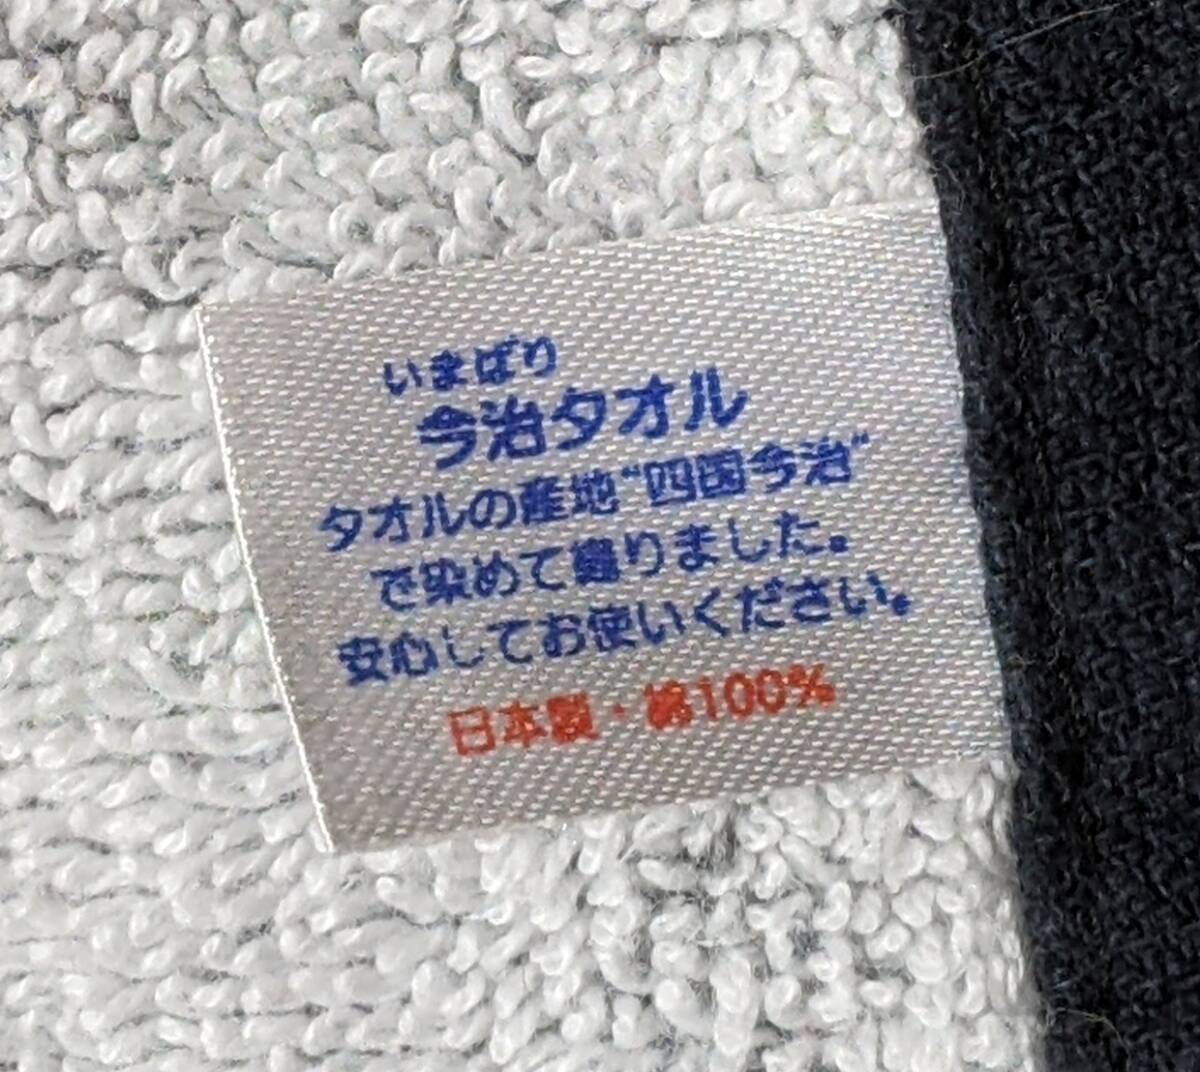 いまばり
今治タオル
タオルの産地“四国今治”
で染めて織りました。
安心してお使いください。
日本製・綿100%